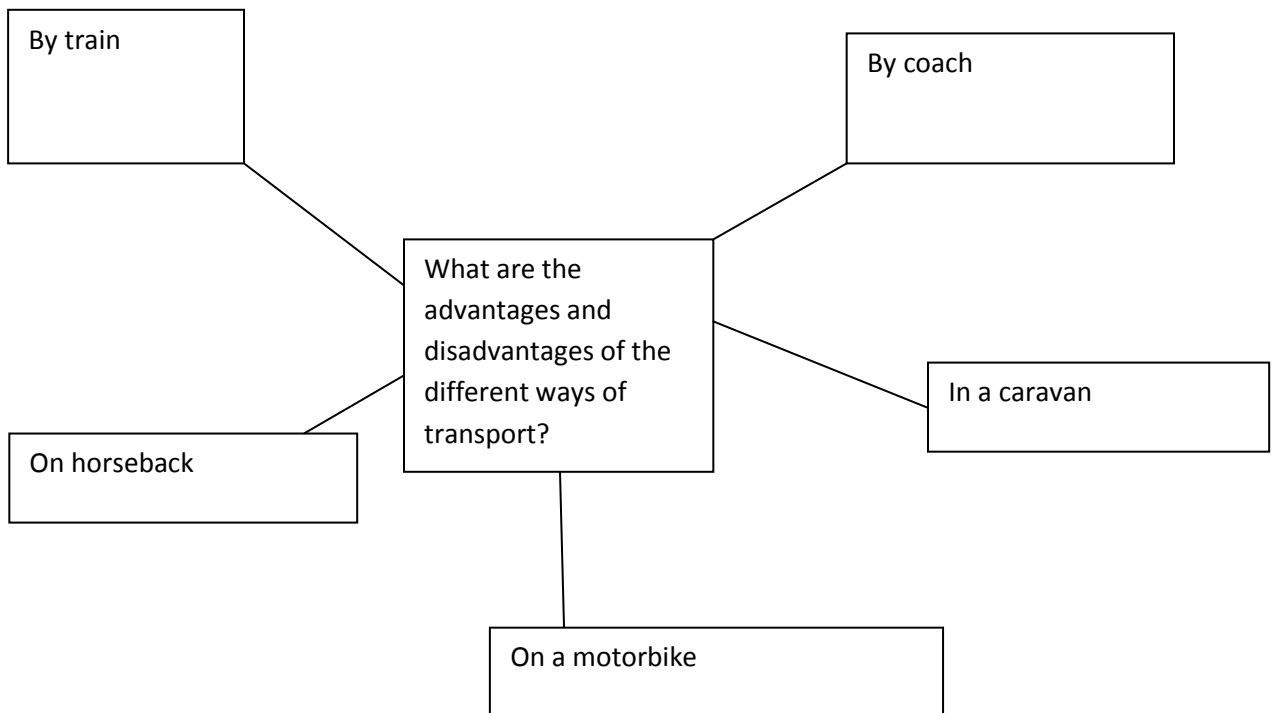 By train
By coach
What are the
advantages and
disadvantages of the
different ways of
transport?
In a caravan
On horseback
On a motorbike